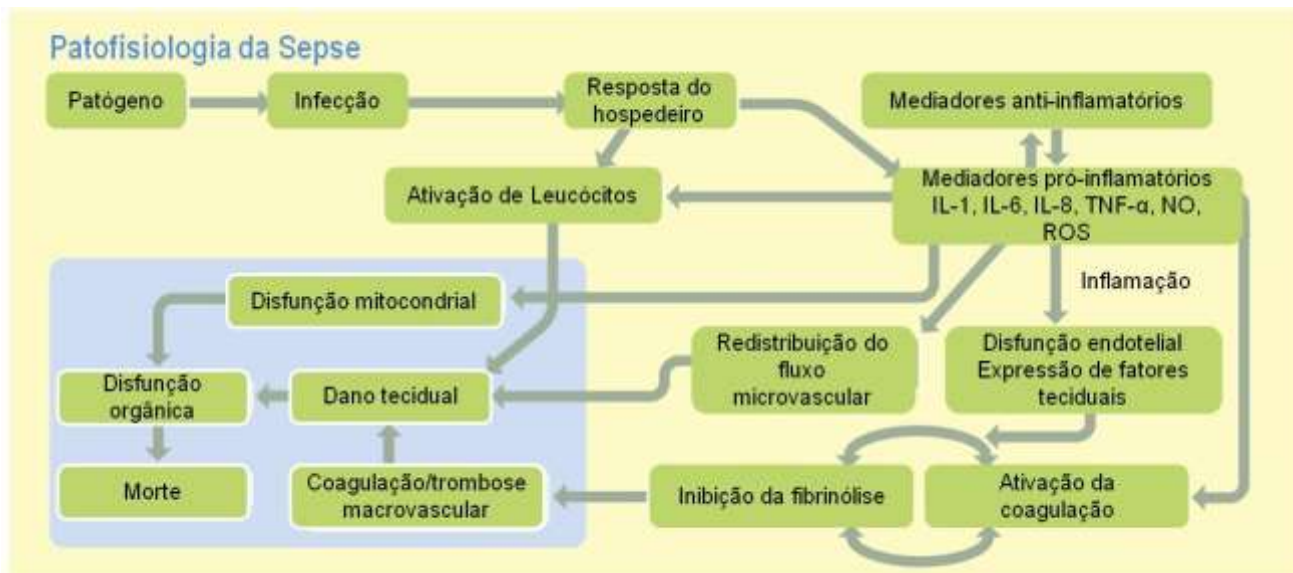 Patofisiologia da Sepse
Patógeno
Infecção
Resposta do
hospedeiro
Mediadores anti-inflamatórios
Ativação de Leucócitos
Mediadores pró-inflamatórios
IL-1, IL-6, IL-8, TNF-α, NO,
ROS
Inflamação
Disfunção mitocondrial
Redistribuição do
fluxo
microvascular
Disfunção endotelial
Expressão de fatores
teciduais
Disfunção
orgânica
Dano tecidual
Morte
Coagulação/trombose
macrovascular
Inibição da fibrinólise
Ativação da
coagulação